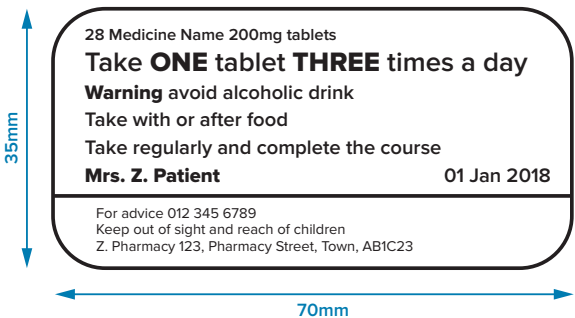 28 Medicine Name 200mg tablets
Take ONE tablet THREE times a day
Warning avoid alcoholic drink
Take with or after food
Take regularly and complete the course
Mrs. Z. Patient 01 Jan 2018
For advice 012 345 6789
Keep out of sight and reach of children
Z. Pharmacy 123, Pharmacy Street, Town, AB1C23
35mm
70mm